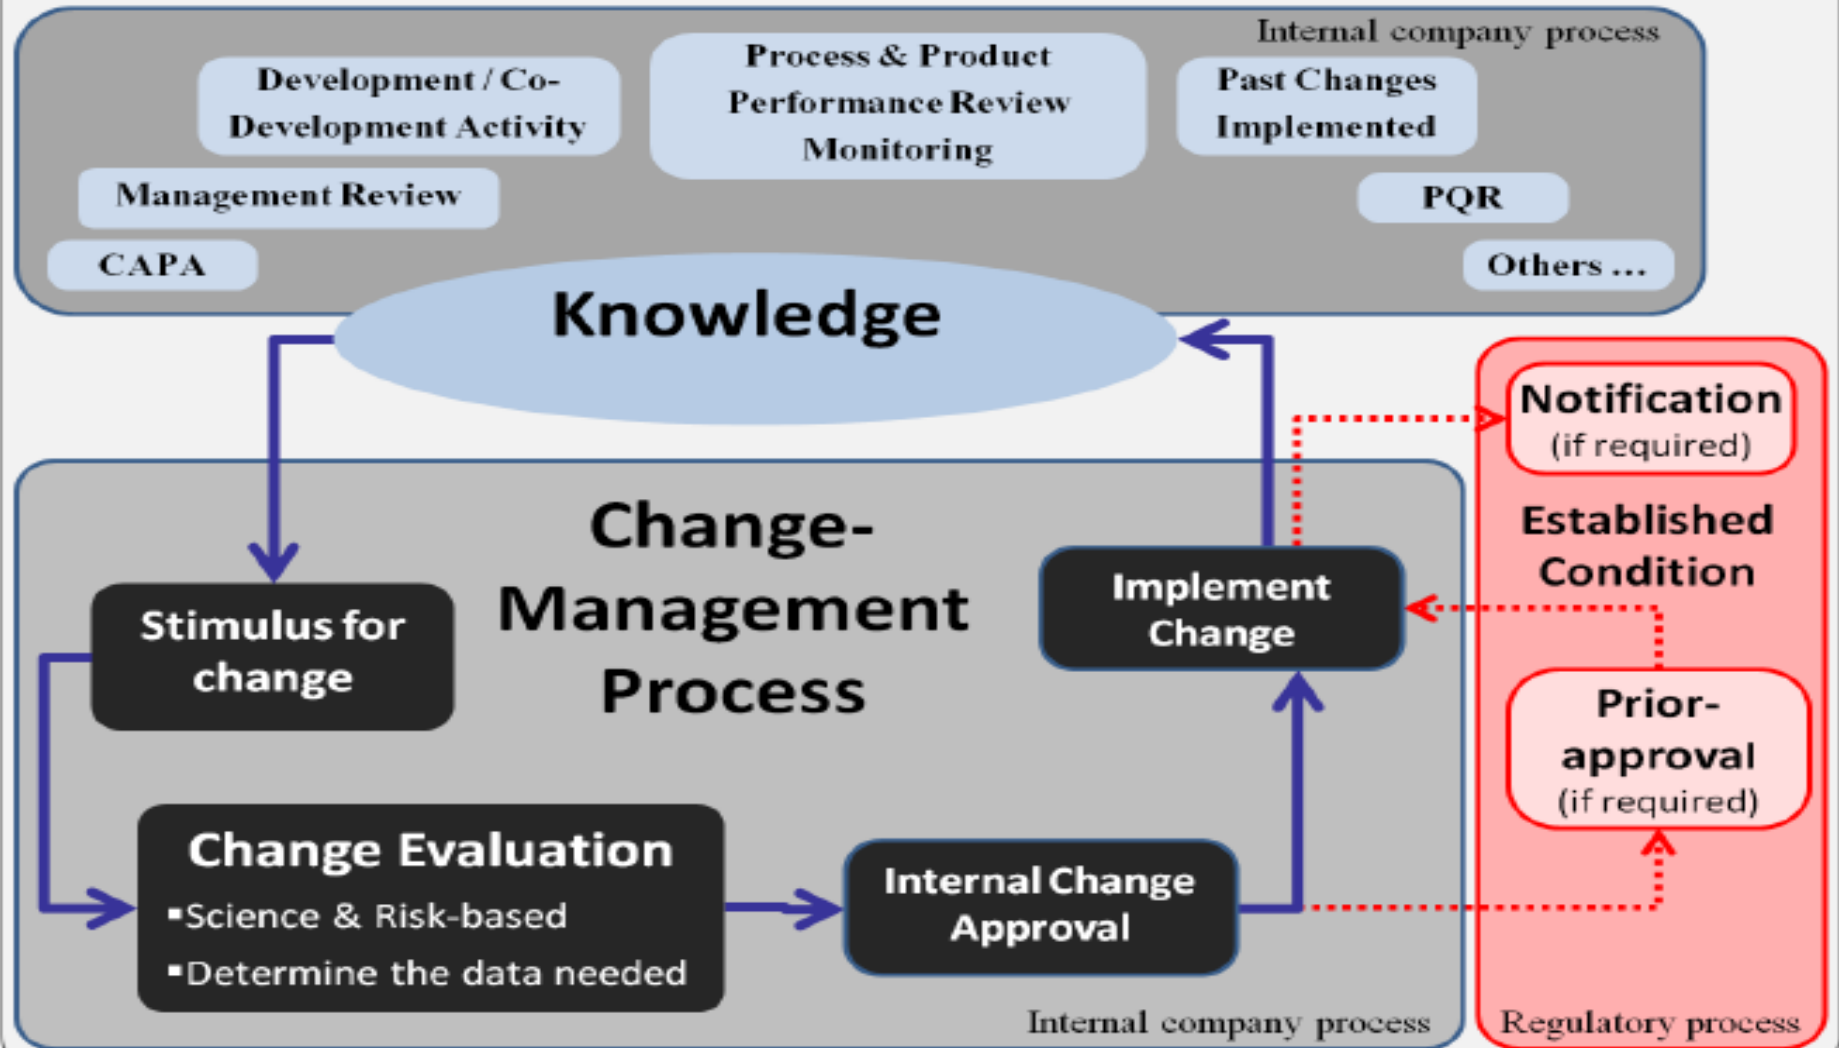 Internal company process
Development / Co-
Development Activity
Process & Product
Performance Review
Monitoring
Past Changes
Implemented
Management Review
PQR
CAPA
Others ...
Knowledge
Notification
(if required)
Established
Condition
Change-
Management
Process
Implement
Change
Stimulus for
change
Prior-
approval
(if required)
Change Evaluation
▪Science & Risk-based
▪Determine the data needed
Internal Change
Approval
Internal company process
Regulatory process